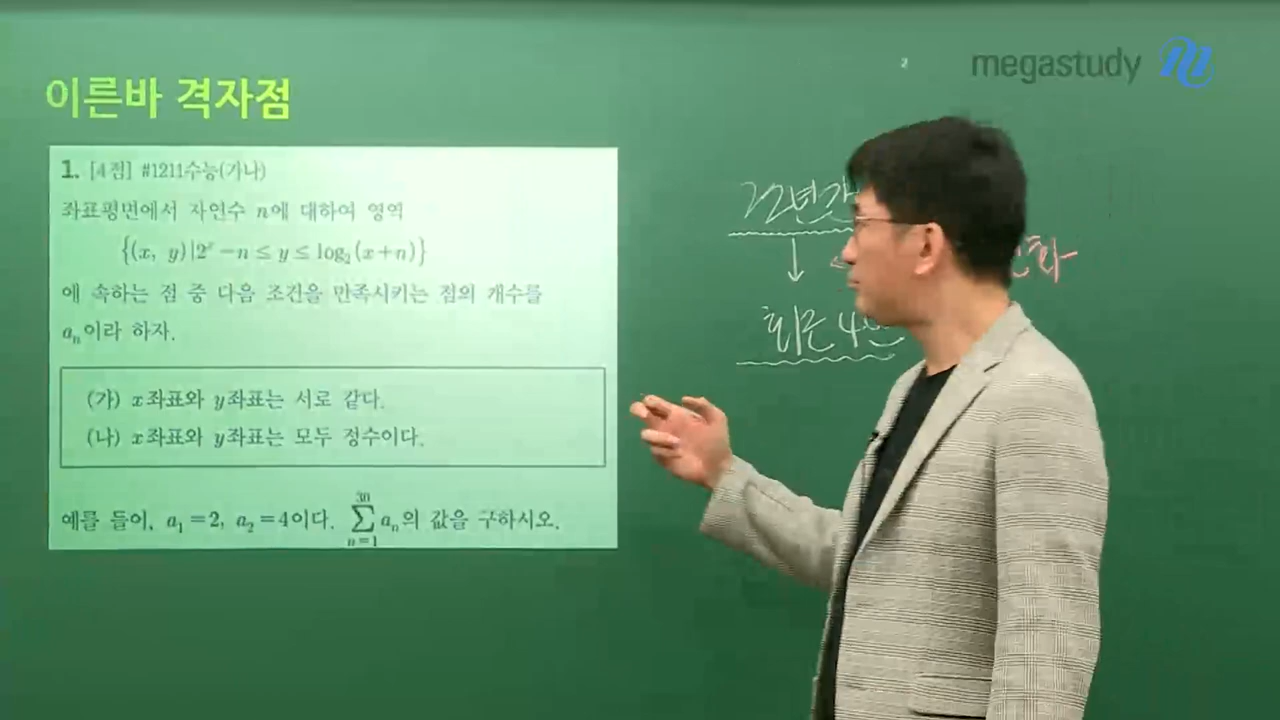 megastudy
이른바 격자점
1. [4점] #1211수능(가나)
좌표평면에서 자연수 n에 대하여 영역
{(x, y)|2ˣ−n≤y≤log₂(x+n)}
에 속하는 점 중 다음 조건을 만족시키는 점의 개수를
aₙ이라 하자.
(가) x좌표와 y좌표는 서로 같다.
(나) x좌표와 y좌표는 모두 정수이다.
예를 들어, a₁=2, a₂=4이다. ∑ₙ₌₁³⁰ aₙ의 값을 구하시오.
22년
↓
화